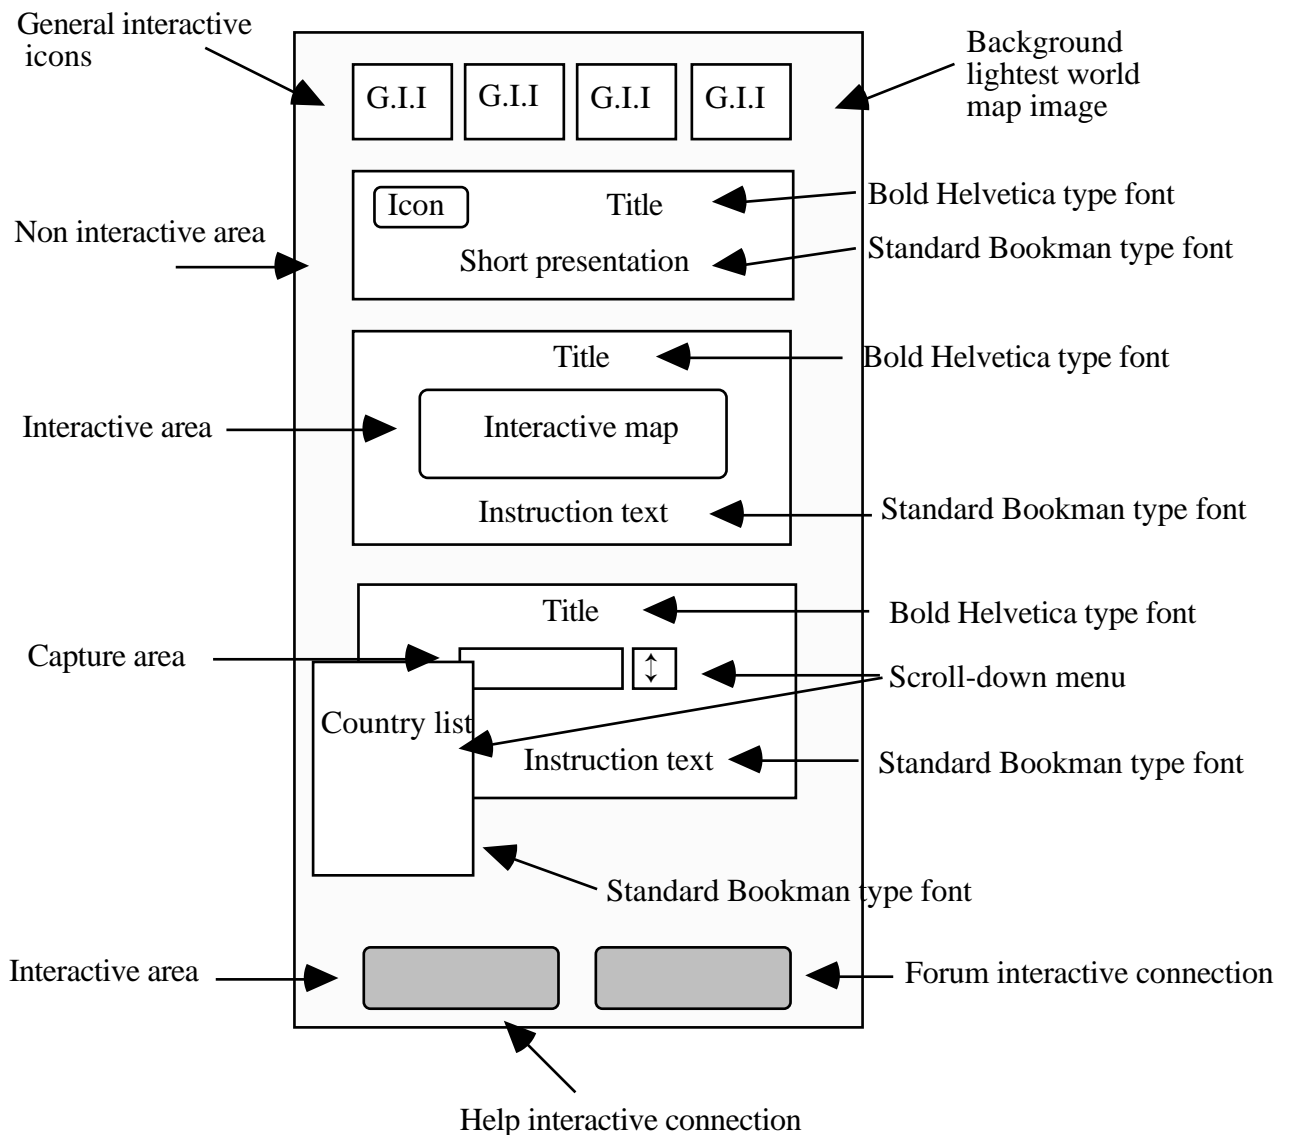 General interactive
icons
Background
lightest world
map image
G.I.I
G.I.I
G.I.I
G.I.I
Icon
Title
Bold Helvetica type font
Non interactive area
Short presentation
Standard Bookman type font
Title
Bold Helvetica type font
Interactive area
Interactive map
Instruction text
Standard Bookman type font
Title
Bold Helvetica type font
Capture area
Scroll-down menu
Country list
Instruction text
Standard Bookman type font
Standard Bookman type font
Interactive area
Forum interactive connection
Help interactive connection